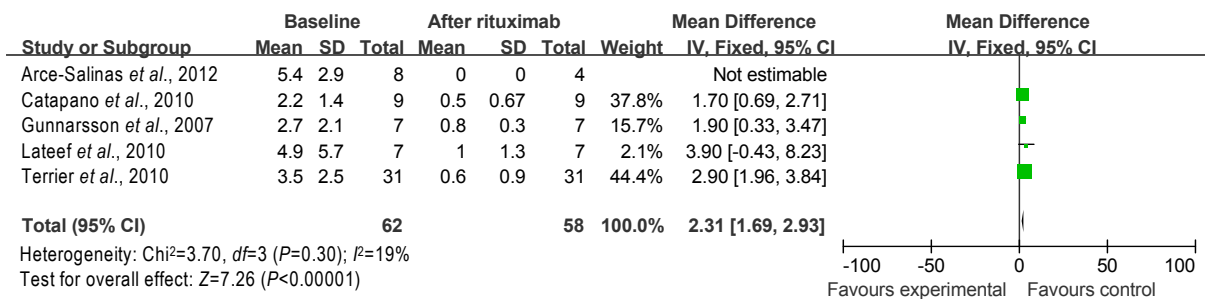 Baseline After rituximab Mean Difference Mean Difference
Study or Subgroup Mean SD Total Mean SD Total Weight IV, Fixed, 95% CI IV, Fixed, 95% CI
Arce-Salinas et al., 2012 5.4 2.9 8 0 0 4 Not estimable
Catapano et al., 2010 2.2 1.4 9 0.5 0.67 9 37.8% 1.70 [0.69, 2.71]
Gunnarsson et al., 2007 2.7 2.1 7 0.8 0.3 7 15.7% 1.90 [0.33, 3.47]
Lateef et al., 2010 4.9 5.7 7 1 1.3 7 2.1% 3.90 [-0.43, 8.23]
Terrier et al., 2010 3.5 2.5 31 0.6 0.9 31 44.4% 2.90 [1.96, 3.84]
Total (95% CI) 62 58 100.0% 2.31 [1.69, 2.93]
Heterogeneity: Chi²=3.70, df=3 (P=0.30); I²=19%
Test for overall effect: Z=7.26 (P<0.00001)
-100 -50 0 50 100
Favours experimental Favours control